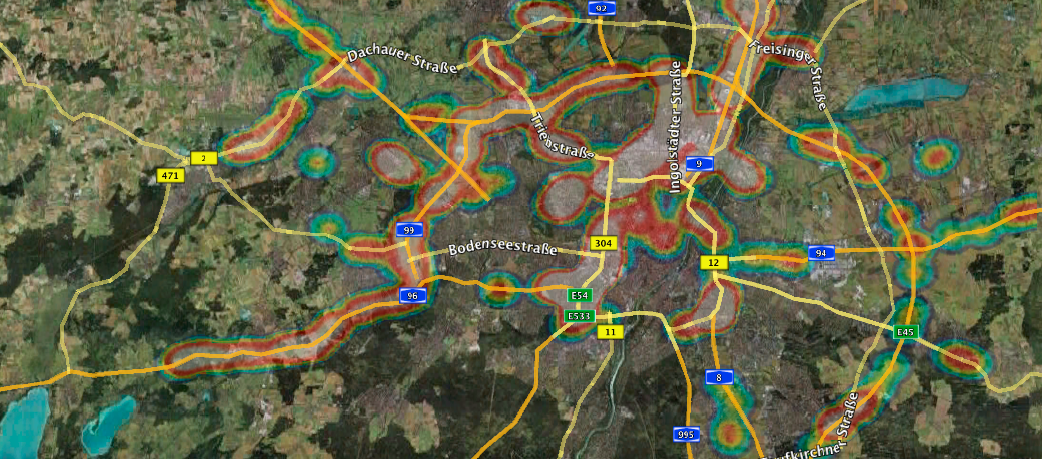 92
Dachauer Straße
Freisinger Straße
Ingolstädter Straße
Triebstraße
2
471
9
99
Bodenseestraße
304
12
94
96
E54
E533
11
E45
8
995